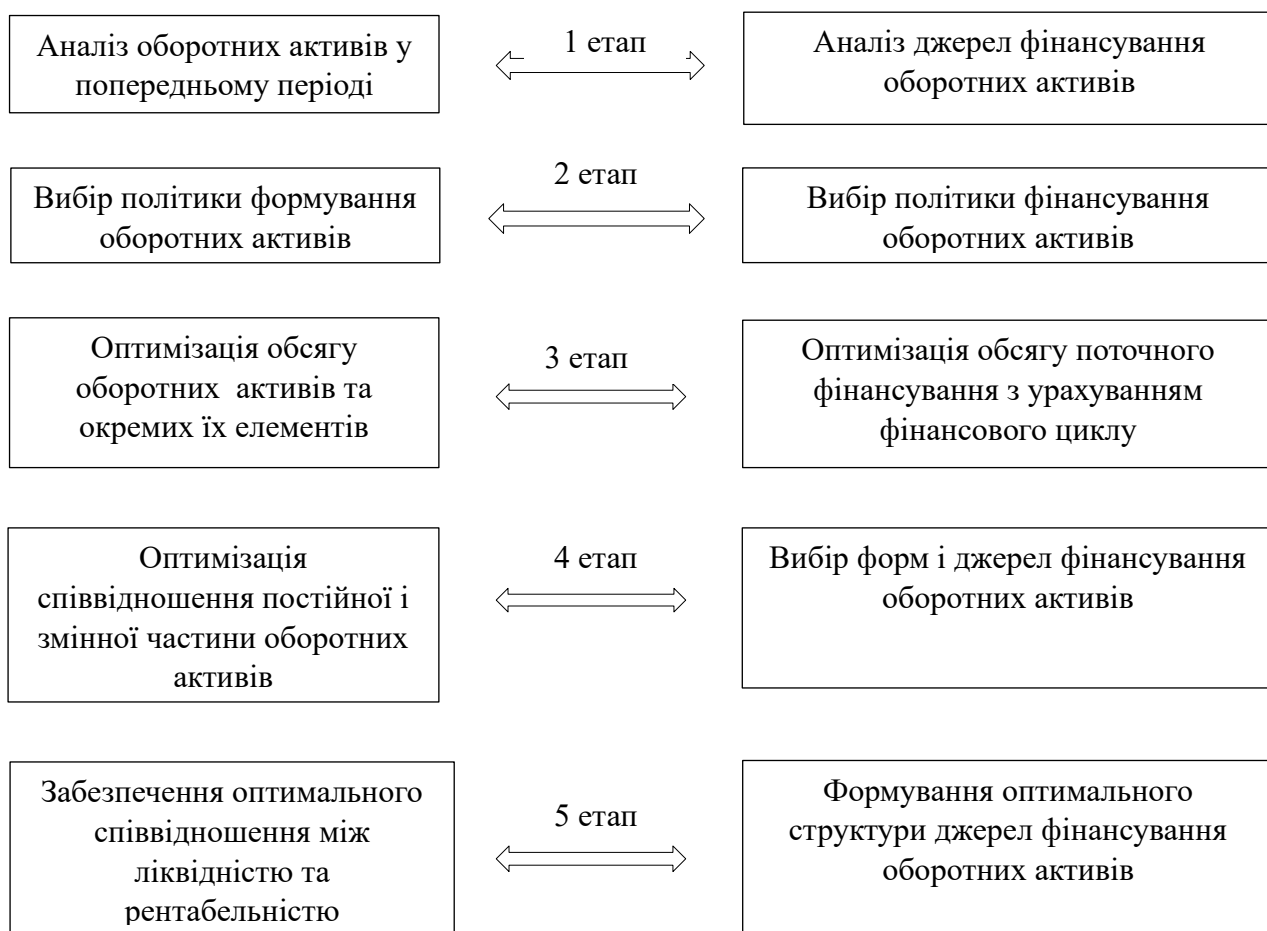 Аналіз оборотних активів у
попередньому періоді
1 етап
Аналіз джерел фінансування
оборотних активів
Вибір політики формування
оборотних активів
2 етап
Вибір політики фінансування
оборотних активів
Оптимізація обсягу
оборотних активів та
окремих їх елементів
3 етап
Оптимізація обсягу поточного
фінансування з урахуванням
фінансового циклу
Оптимізація
співвідношення постійної і
змінної частини оборотних
активів
4 етап
Вибір форм і джерел фінансування
оборотних активів
Забезпечення оптимального
співвідношення між
ліквідністю та
рентабельністю
5 етап
Формування оптимального
структури джерел фінансування
оборотних активів